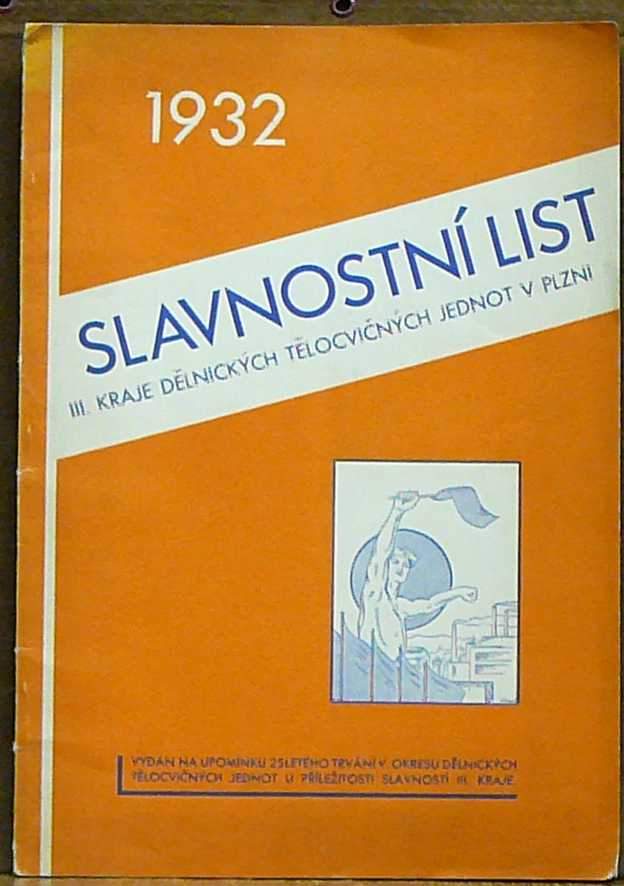 1932
SLAVNOSTNÍ LIST
III. KRAJE DĚLNICKÝCH TĚLOCVIČNÝCH JEDNOT V PLZNI
VYDÁN NA UPOMÍNKU 25LETÉHO TRVÁNÍ V. OKRESU DĚLNICKÝCH
TĚLOCVIČNÝCH JEDNOT U PŘÍLEŽITOSTI SLAVNOSTÍ III. KRAJE.